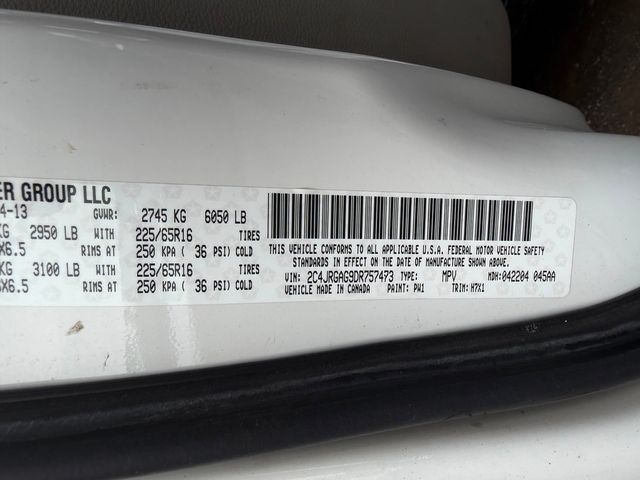 ER GROUP LLC
4-13 GVWR: 2745 KG 6050 LB
KG 2950 LB WITH 225/65R16 TIRES
X6.5 RIMS AT 250 KPA ( 36 PSI) COLD
KG 3100 LB WITH 225/65R16 TIRES
X6.5 RIMS AT 250 KPA ( 36 PSI) COLD
THIS VEHICLE CONFORMS TO ALL APPLICABLE U.S.A. FEDERAL MOTOR VEHICLE SAFETY
STANDARDS IN EFFECT ON THE DATE OF MANUFACTURE SHOWN ABOVE.
VIN: 2C4JRGAG9DR757473 TYPE: MPV MDH:042204 045AA
VEHICLE MADE IN CANADA PAINT: PW1 TRIM: H7X1